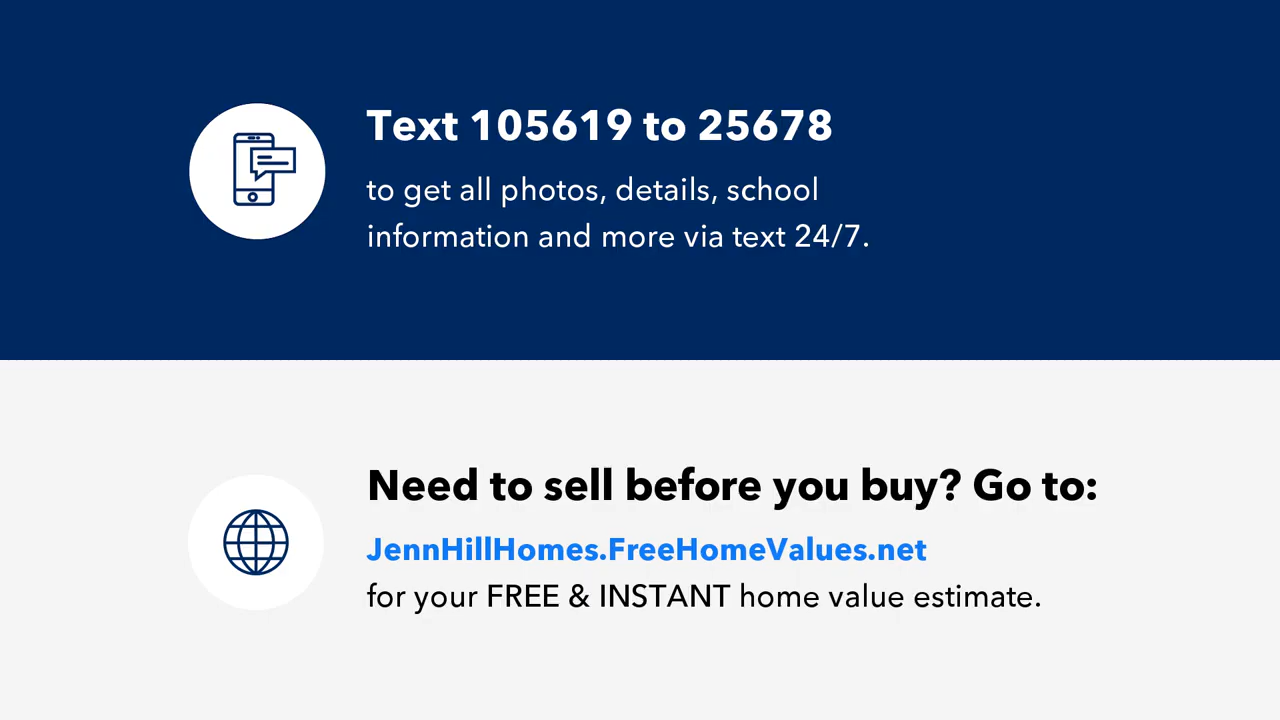 Text 105619 to 25678
to get all photos, details, school
information and more via text 24/7.
Need to sell before you buy? Go to:
JennHillHomes.FreeHomeValues.net
for your FREE & INSTANT home value estimate.